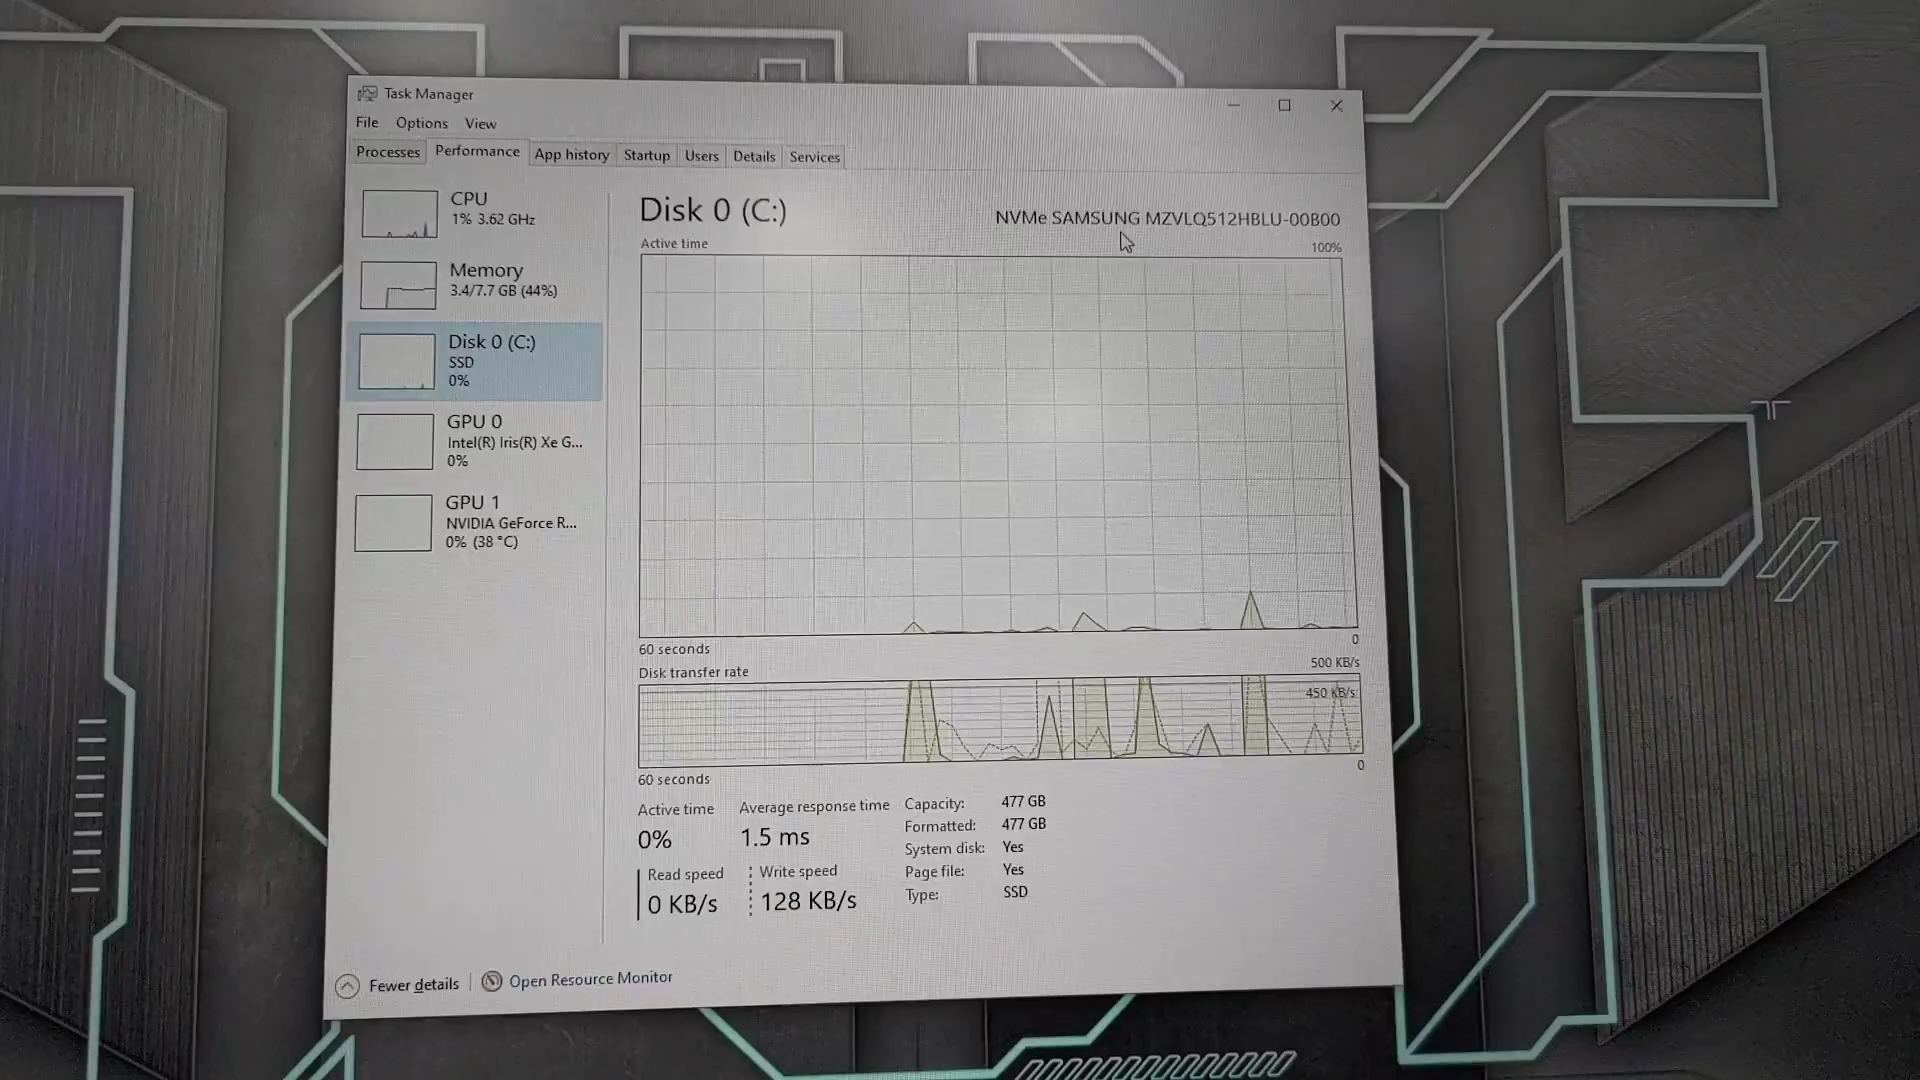 Task Manager
File Options View
Processes Performance App history Startup Users Details Services
CPU
1% 3.62 GHz
Memory
3.4/7.7 GB (44%)
Disk 0 (C:)
SSD
0%
GPU 0
Intel(R) Iris(R) Xe G...
0%
GPU 1
NVIDIA GeForce R...
0% (38 °C)
Disk 0 (C:)
NVMe SAMSUNG MZVLQ512HBLU-00B00
Active time
100%
60 seconds
0
Disk transfer rate
500 KB/s
450 KB/s
60 seconds
0
Active time
0%
Average response time
1.5 ms
Read speed
0 KB/s
Write speed
128 KB/s
Capacity: 477 GB
Formatted: 477 GB
System disk: Yes
Page file: Yes
Type: SSD
Fewer details
Open Resource Monitor